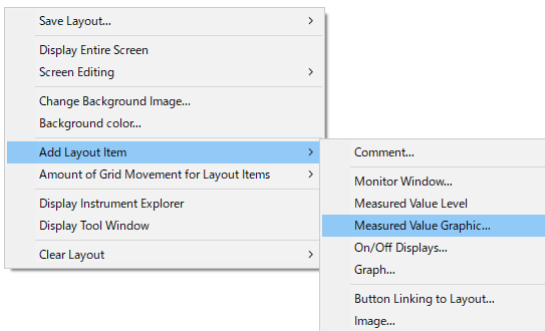 Save Layout...
Display Entire Screen
Screen Editing
Change Background Image...
Background color...
Add Layout Item
Amount of Grid Movement for Layout Items
Display Instrument Explorer
Display Tool Window
Clear Layout
Comment...
Monitor Window...
Measured Value Level
Measured Value Graphic...
On/Off Displays...
Graph...
Button Linking to Layout...
Image...